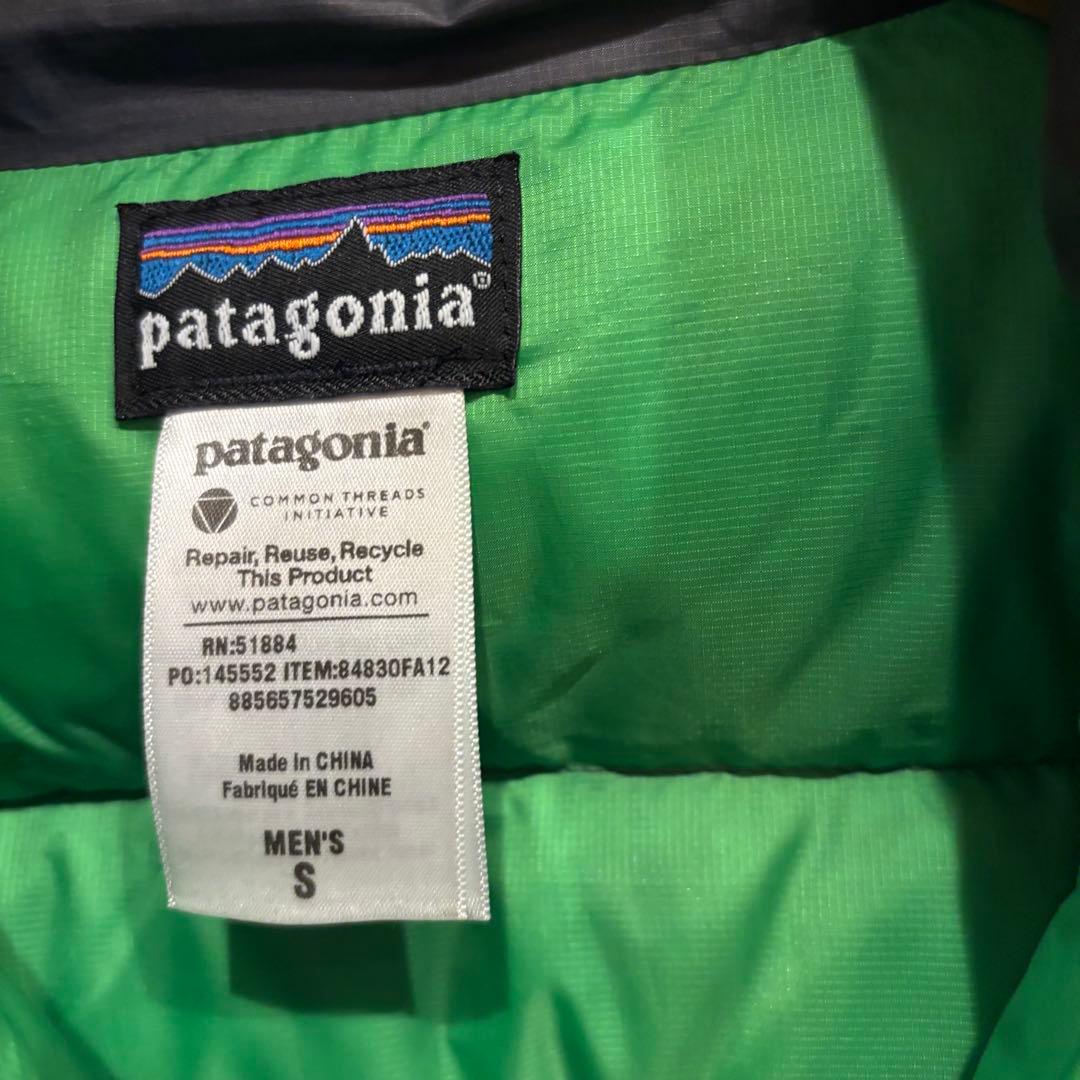 patagonia®
patagonia®
COMMON THREADS
INITIATIVE
Repair, Reuse, Recycle
This Product
www.patagonia.com
RN:51884
PO:145552 ITEM:84830FA12
885657529605
Made In CHINA
Fabriqué EN CHINE
MEN'S
S